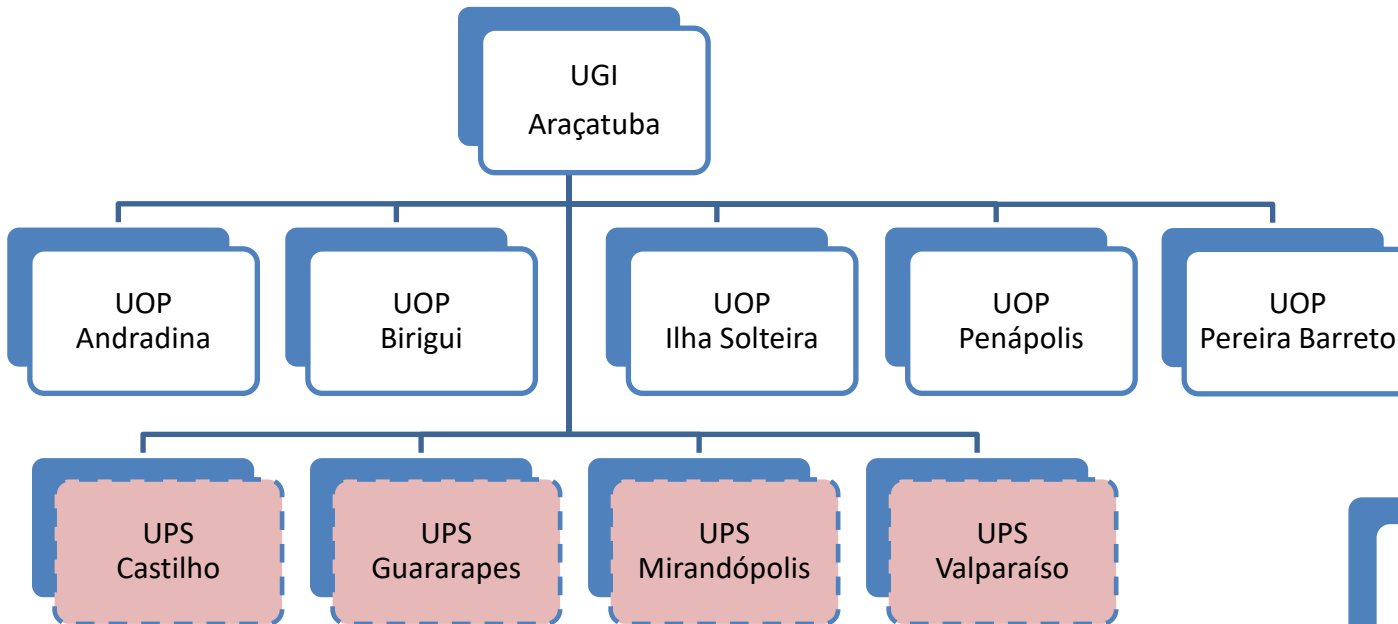 UGI
Araçatuba
UOP
Andradina
UOP
Birigui
UOP
Ilha Solteira
UOP
Penápolis
UOP
Pereira Barreto
UPS
Castilho
UPS
Guararapes
UPS
Mirandópolis
UPS
Valparaíso